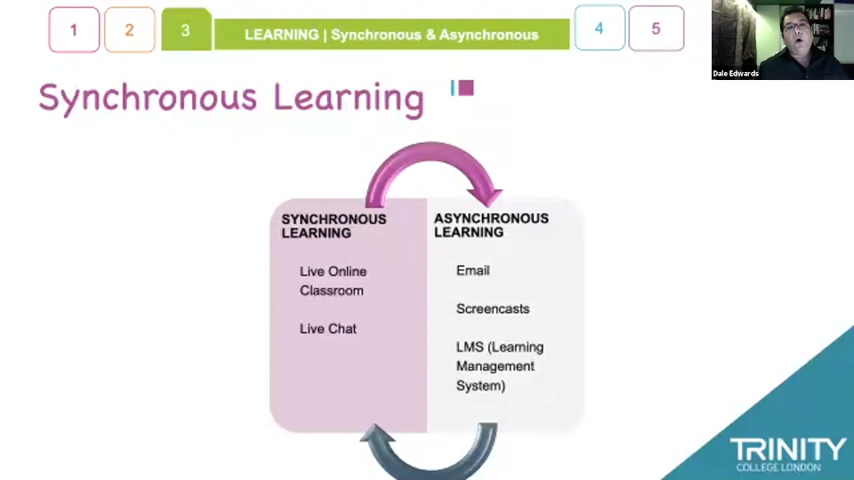 1
2
3
LEARNING | Synchronous & Asynchronous
4
5
Dale Edwards
Synchronous Learning
SYNCHRONOUS
LEARNING
Live Online
Classroom
Live Chat
ASYNCHRONOUS
LEARNING
Email
Screencasts
LMS (Learning
Management
System)
TRINITY
COLLEGE LONDON